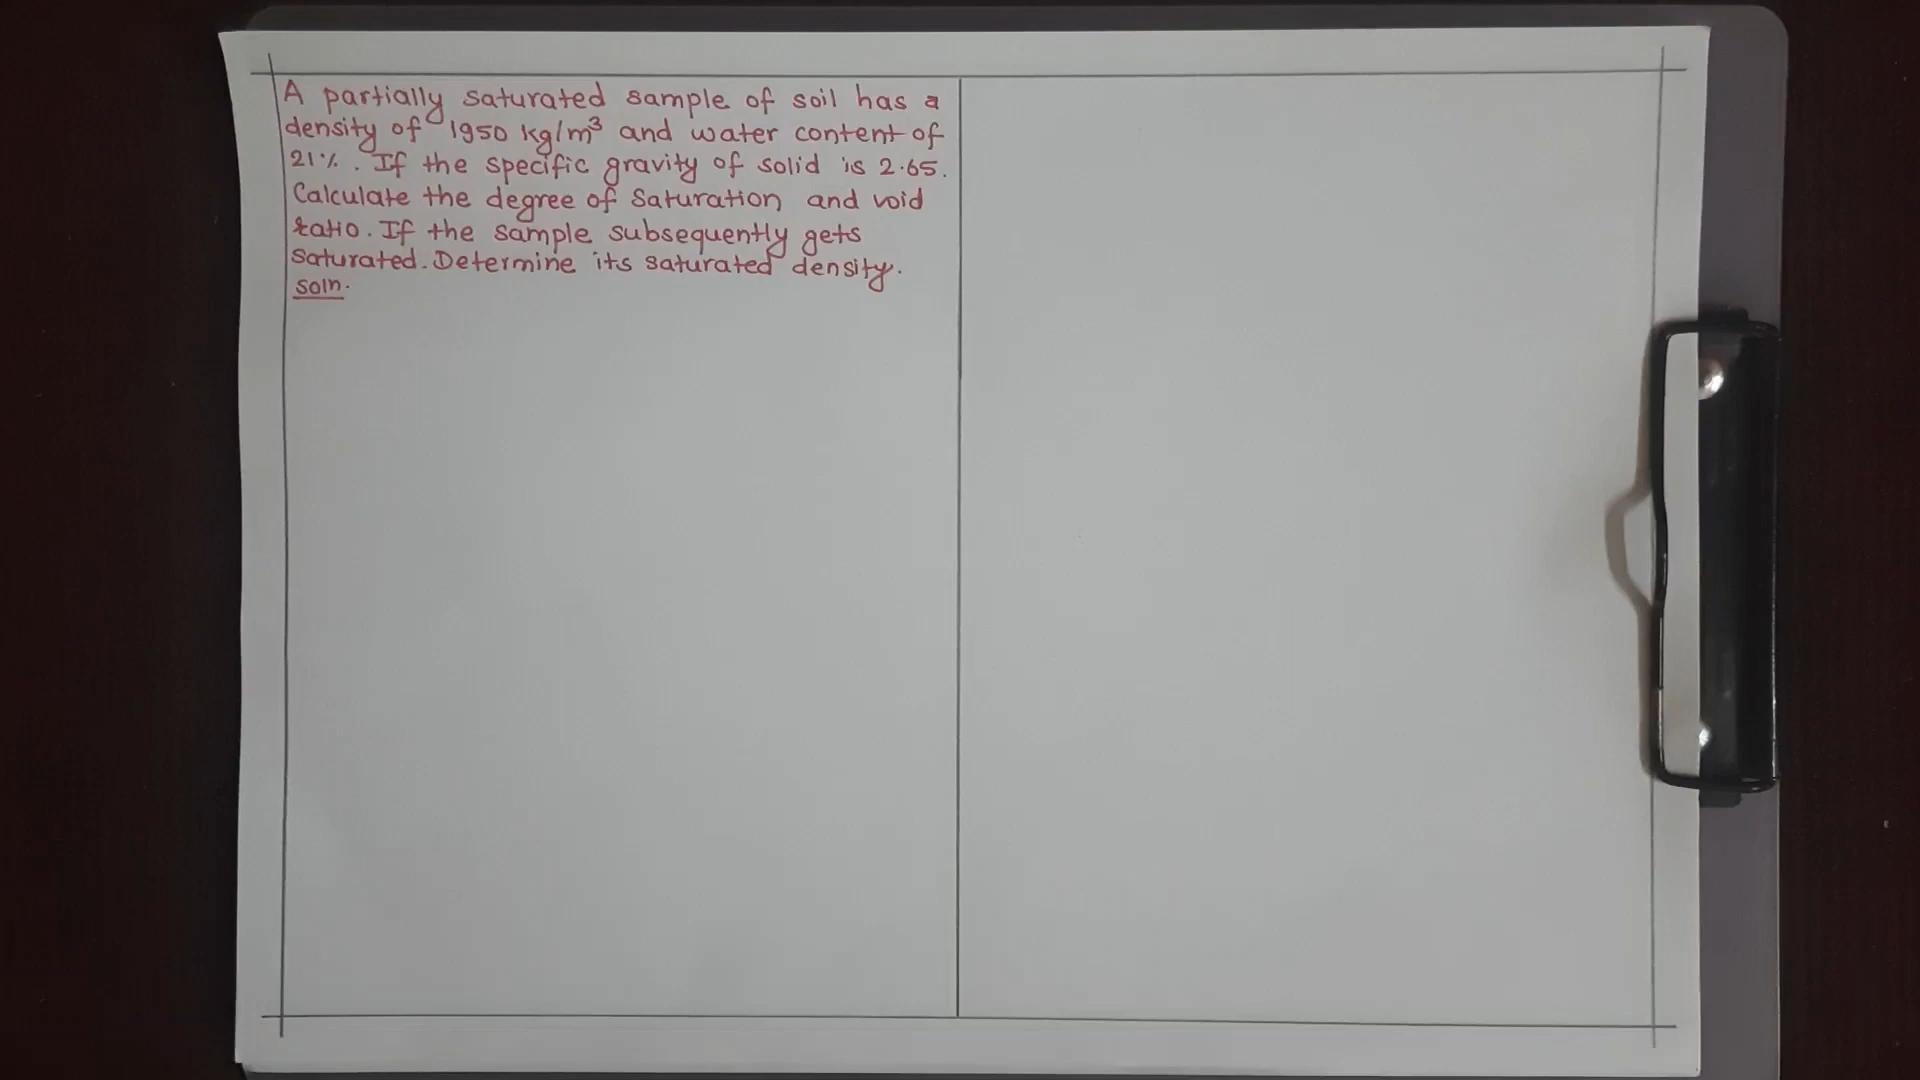 A partially saturated sample of soil has a
density of 1950 kg/m³ and water content of
21%. If the specific gravity of solid is 2.65.
Calculate the degree of saturation and void
ratio. If the sample subsequently gets
saturated. Determine its saturated density.
soln.